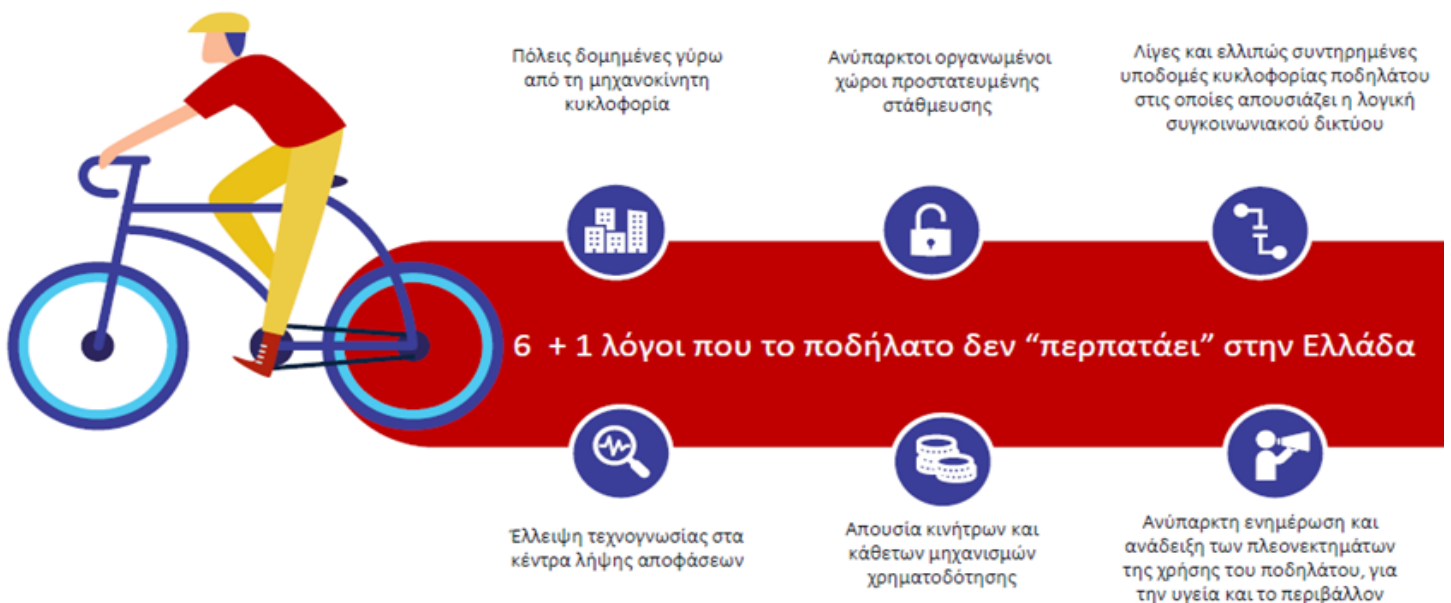 Πόλεις δομημένες γύρω
από τη μηχανοκίνητη
κυκλοφορία
Ανύπαρκτοι οργανωμένοι
χώροι προστατευμένης
στάθμευσης
Λίγες και ελλιπώς συντηρημένες
υποδομές κυκλοφορίας ποδηλάτου
στις οποίες απουσιάζει η λογική
συγκοινωνιακού δικτύου
6 + 1 λόγοι που το ποδήλατο δεν “περπατάει” στην Ελλάδα
Έλλειψη τεχνογνωσίας στα
κέντρα λήψης αποφάσεων
Απουσία κινήτρων και
κάθετων μηχανισμών
χρηματοδότησης
Ανύπαρκτη ενημέρωση και
ανάδειξη των πλεονεκτημάτων
της χρήσης του ποδηλάτου, για
την υγεία και το περιβάλλον